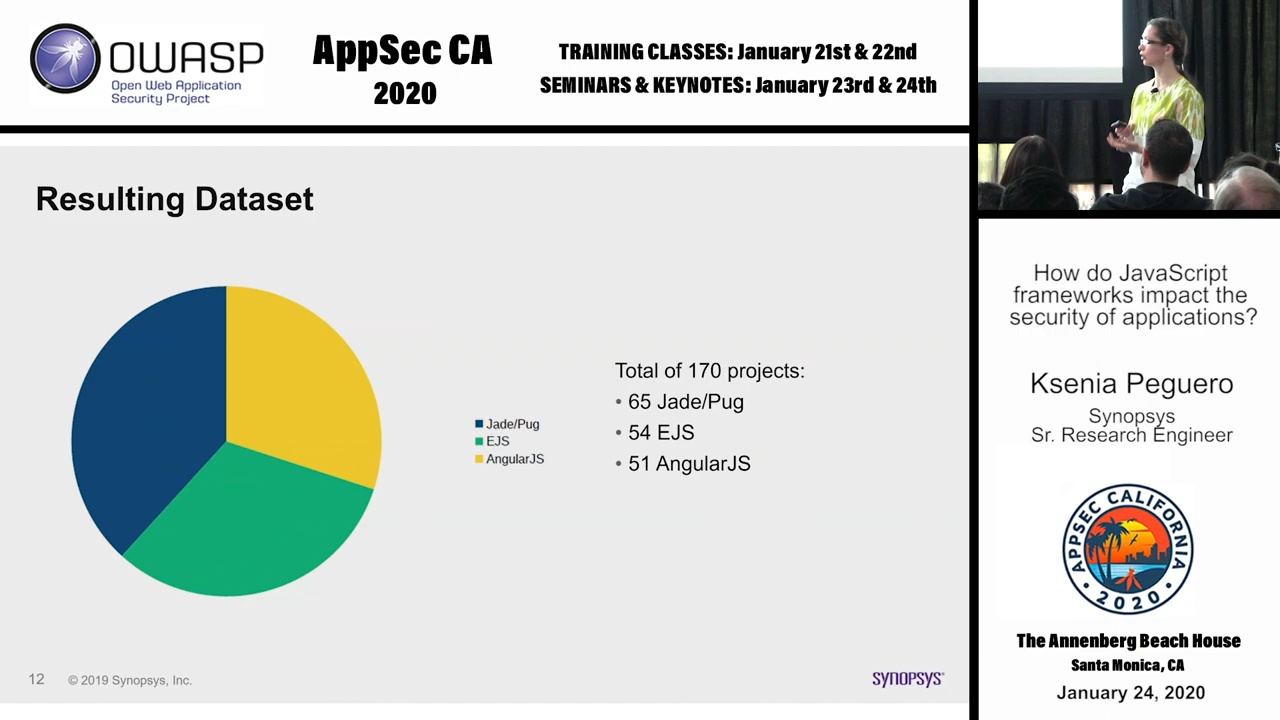 OWASP
Open Web Application
Security Project
AppSec CA
2020
TRAINING CLASSES: January 21st & 22nd
SEMINARS & KEYNOTES: January 23rd & 24th
Resulting Dataset
Jade/Pug
EJS
AngularJS
Total of 170 projects:
• 65 Jade/Pug
• 54 EJS
• 51 AngularJS
12 © 2019 Synopsys, Inc.
SYNOPSYS®
How do JavaScript
frameworks impact the
security of applications?
Ksenia Peguero
Synopsys
Sr. Research Engineer
APPSEC CALIFORNIA
• 2020 •
The Annenberg Beach House
Santa Monica, CA
January 24, 2020